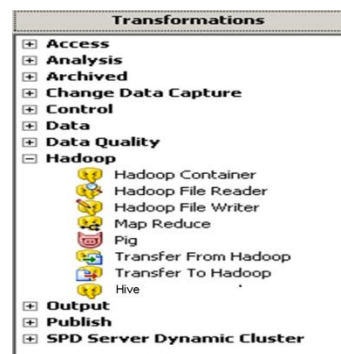 Transformations
Access
Analysis
Archived
Change Data Capture
Control
Data
Data Quality
Hadoop
Hadoop Container
Hadoop File Reader
Hadoop File Writer
Map Reduce
Pig
Transfer From Hadoop
Transfer To Hadoop
Hive
Output
Publish
SPD Server Dynamic Cluster